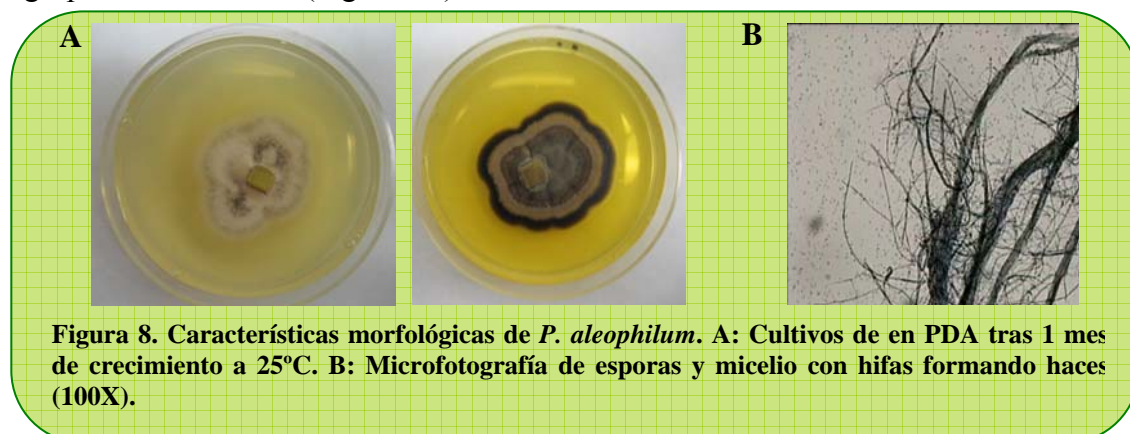 A
B
Figura 8. Características morfológicas de P. aleophilum. A: Cultivos de en PDA tras 1 mes
de crecimiento a 25ºC. B: Microfotografía de esporas y micelio con hifas formando haces
(100X).